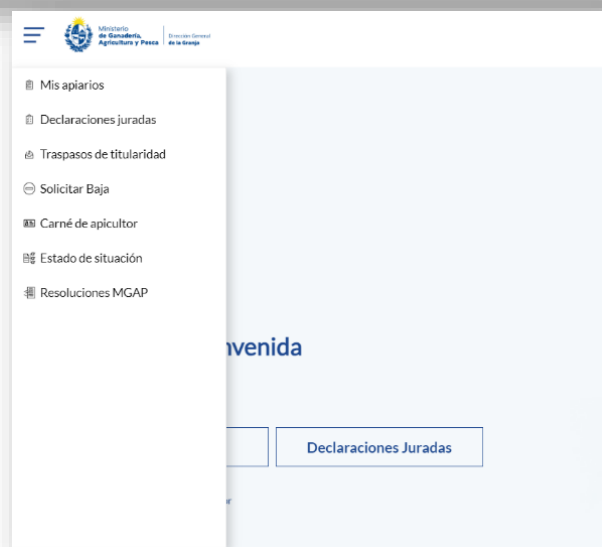 Ministerio
de Ganadería,
Agricultura y Pesca
Dirección General
de la Granja
Mis apiarios
Declaraciones juradas
Traspasos de titularidad
Solicitar Baja
Carné de apicultor
Estado de situación
Resoluciones MGAP
nvenida
Declaraciones Juradas
or